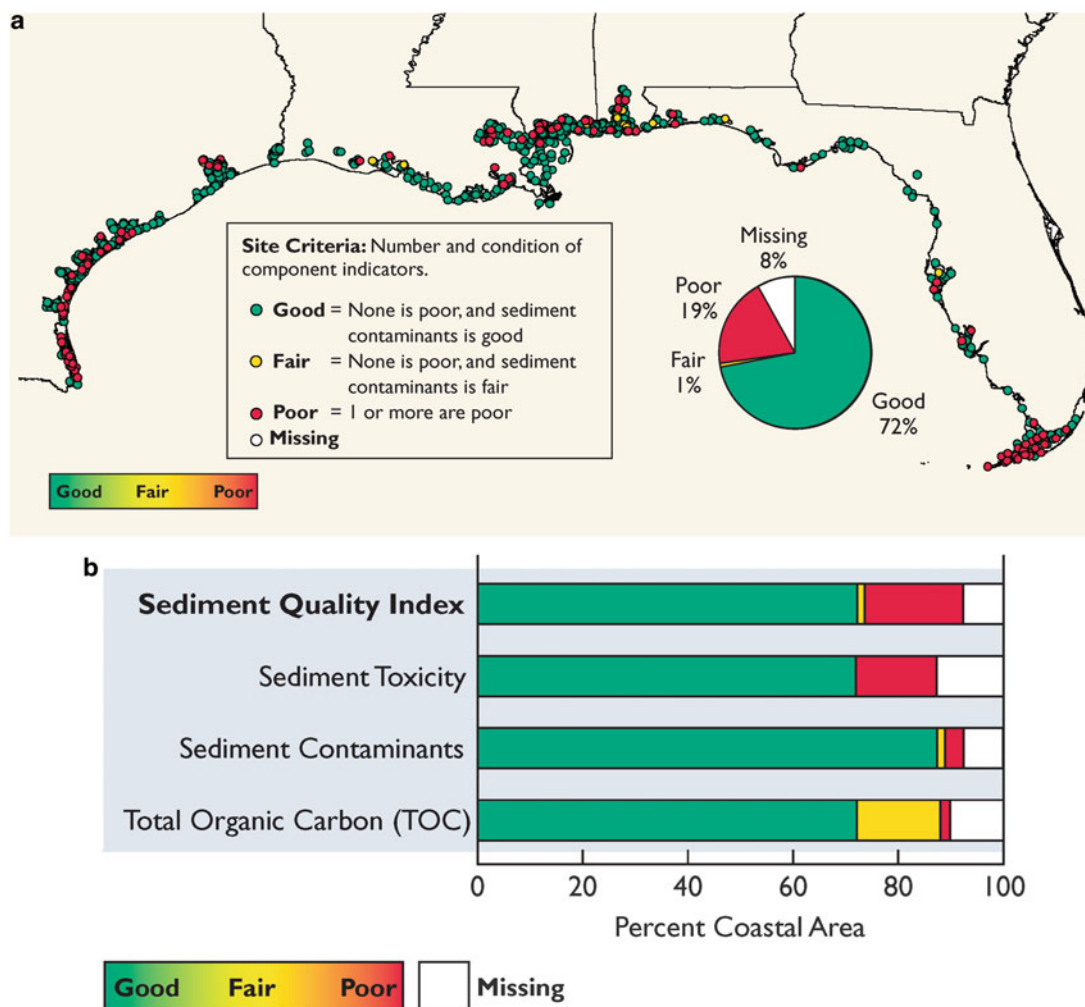 a
Site Criteria: Number and condition of
component indicators.
Good = None is poor, and sediment
contaminants is good
Fair = None is poor, and sediment
contaminants is fair
Poor = 1 or more are poor
Missing
Missing
8%
Poor
19%
Fair
1%
Good
72%
Good Fair Poor
b
Sediment Quality Index
Sediment Toxicity
Sediment Contaminants
Total Organic Carbon (TOC)
0 20 40 60 80 100
Percent Coastal Area
Good Fair Poor Missing